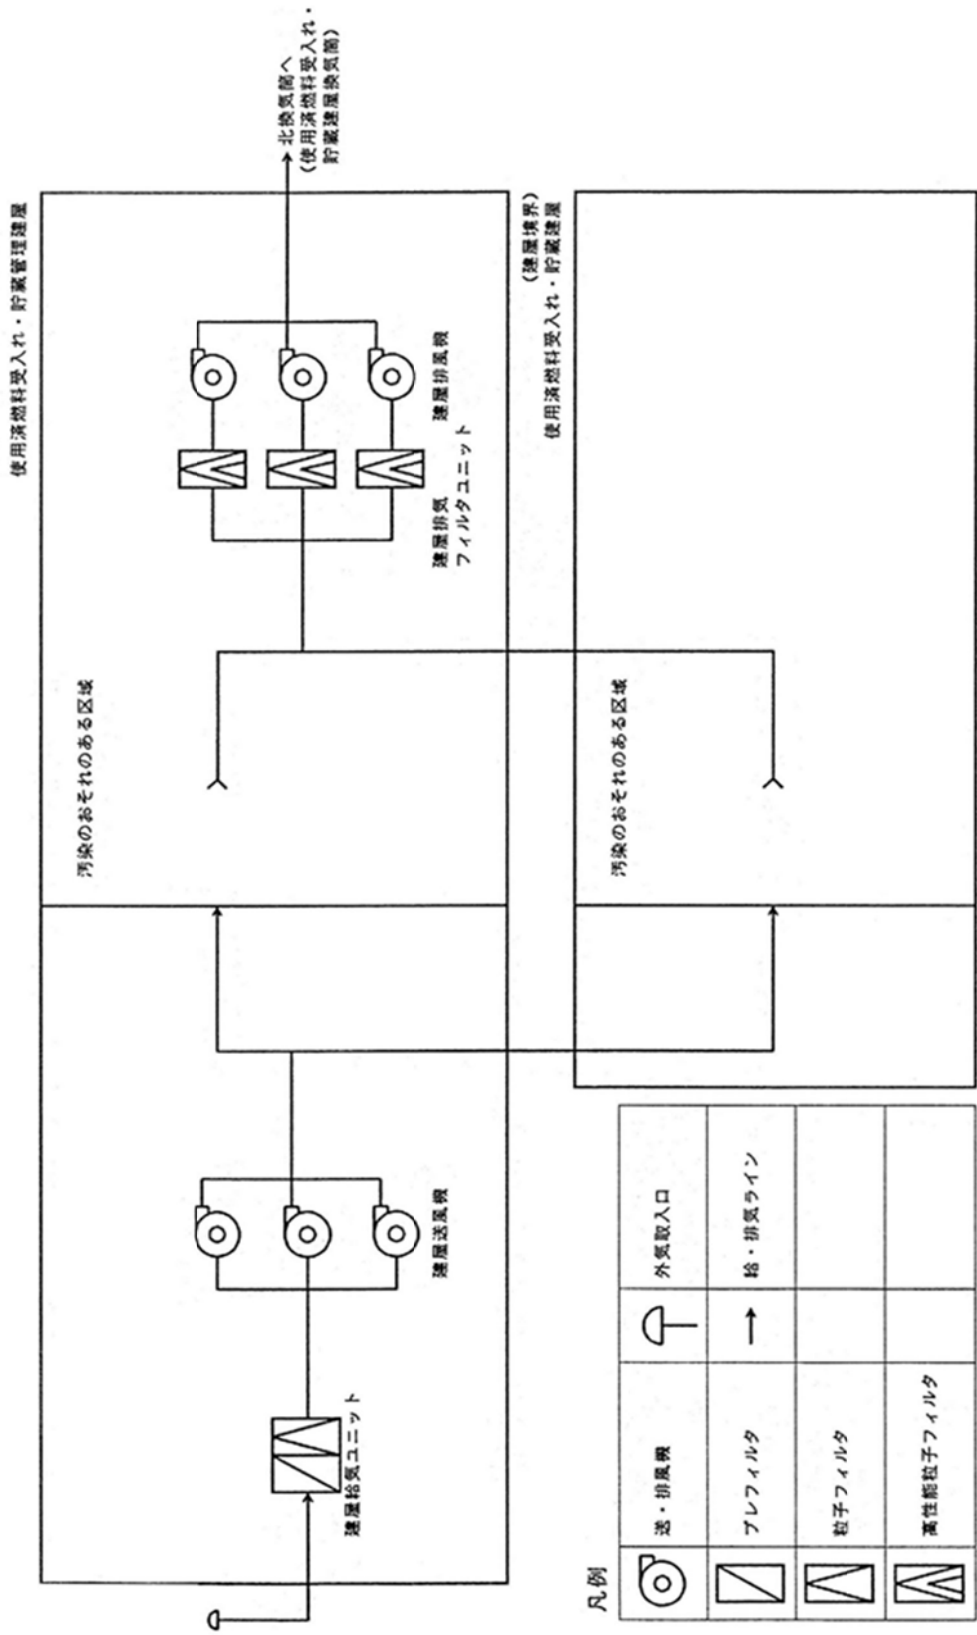 使用済燃料受入れ・貯蔵管理建屋
建屋給気ユニット
建屋送風機
汚染のおそれのある区域
建屋排気
フィルタユニット
建屋排風機
北換気筒へ
(使用済燃料受入れ・
貯蔵建屋換気筒)
(建屋境界)
使用済燃料受入れ・貯蔵建屋
汚染のおそれのある区域
凡例
送・排風機
外気取入口
プレフィルタ
給・排気ライン
粒子フィルタ
高性能粒子フィルタ